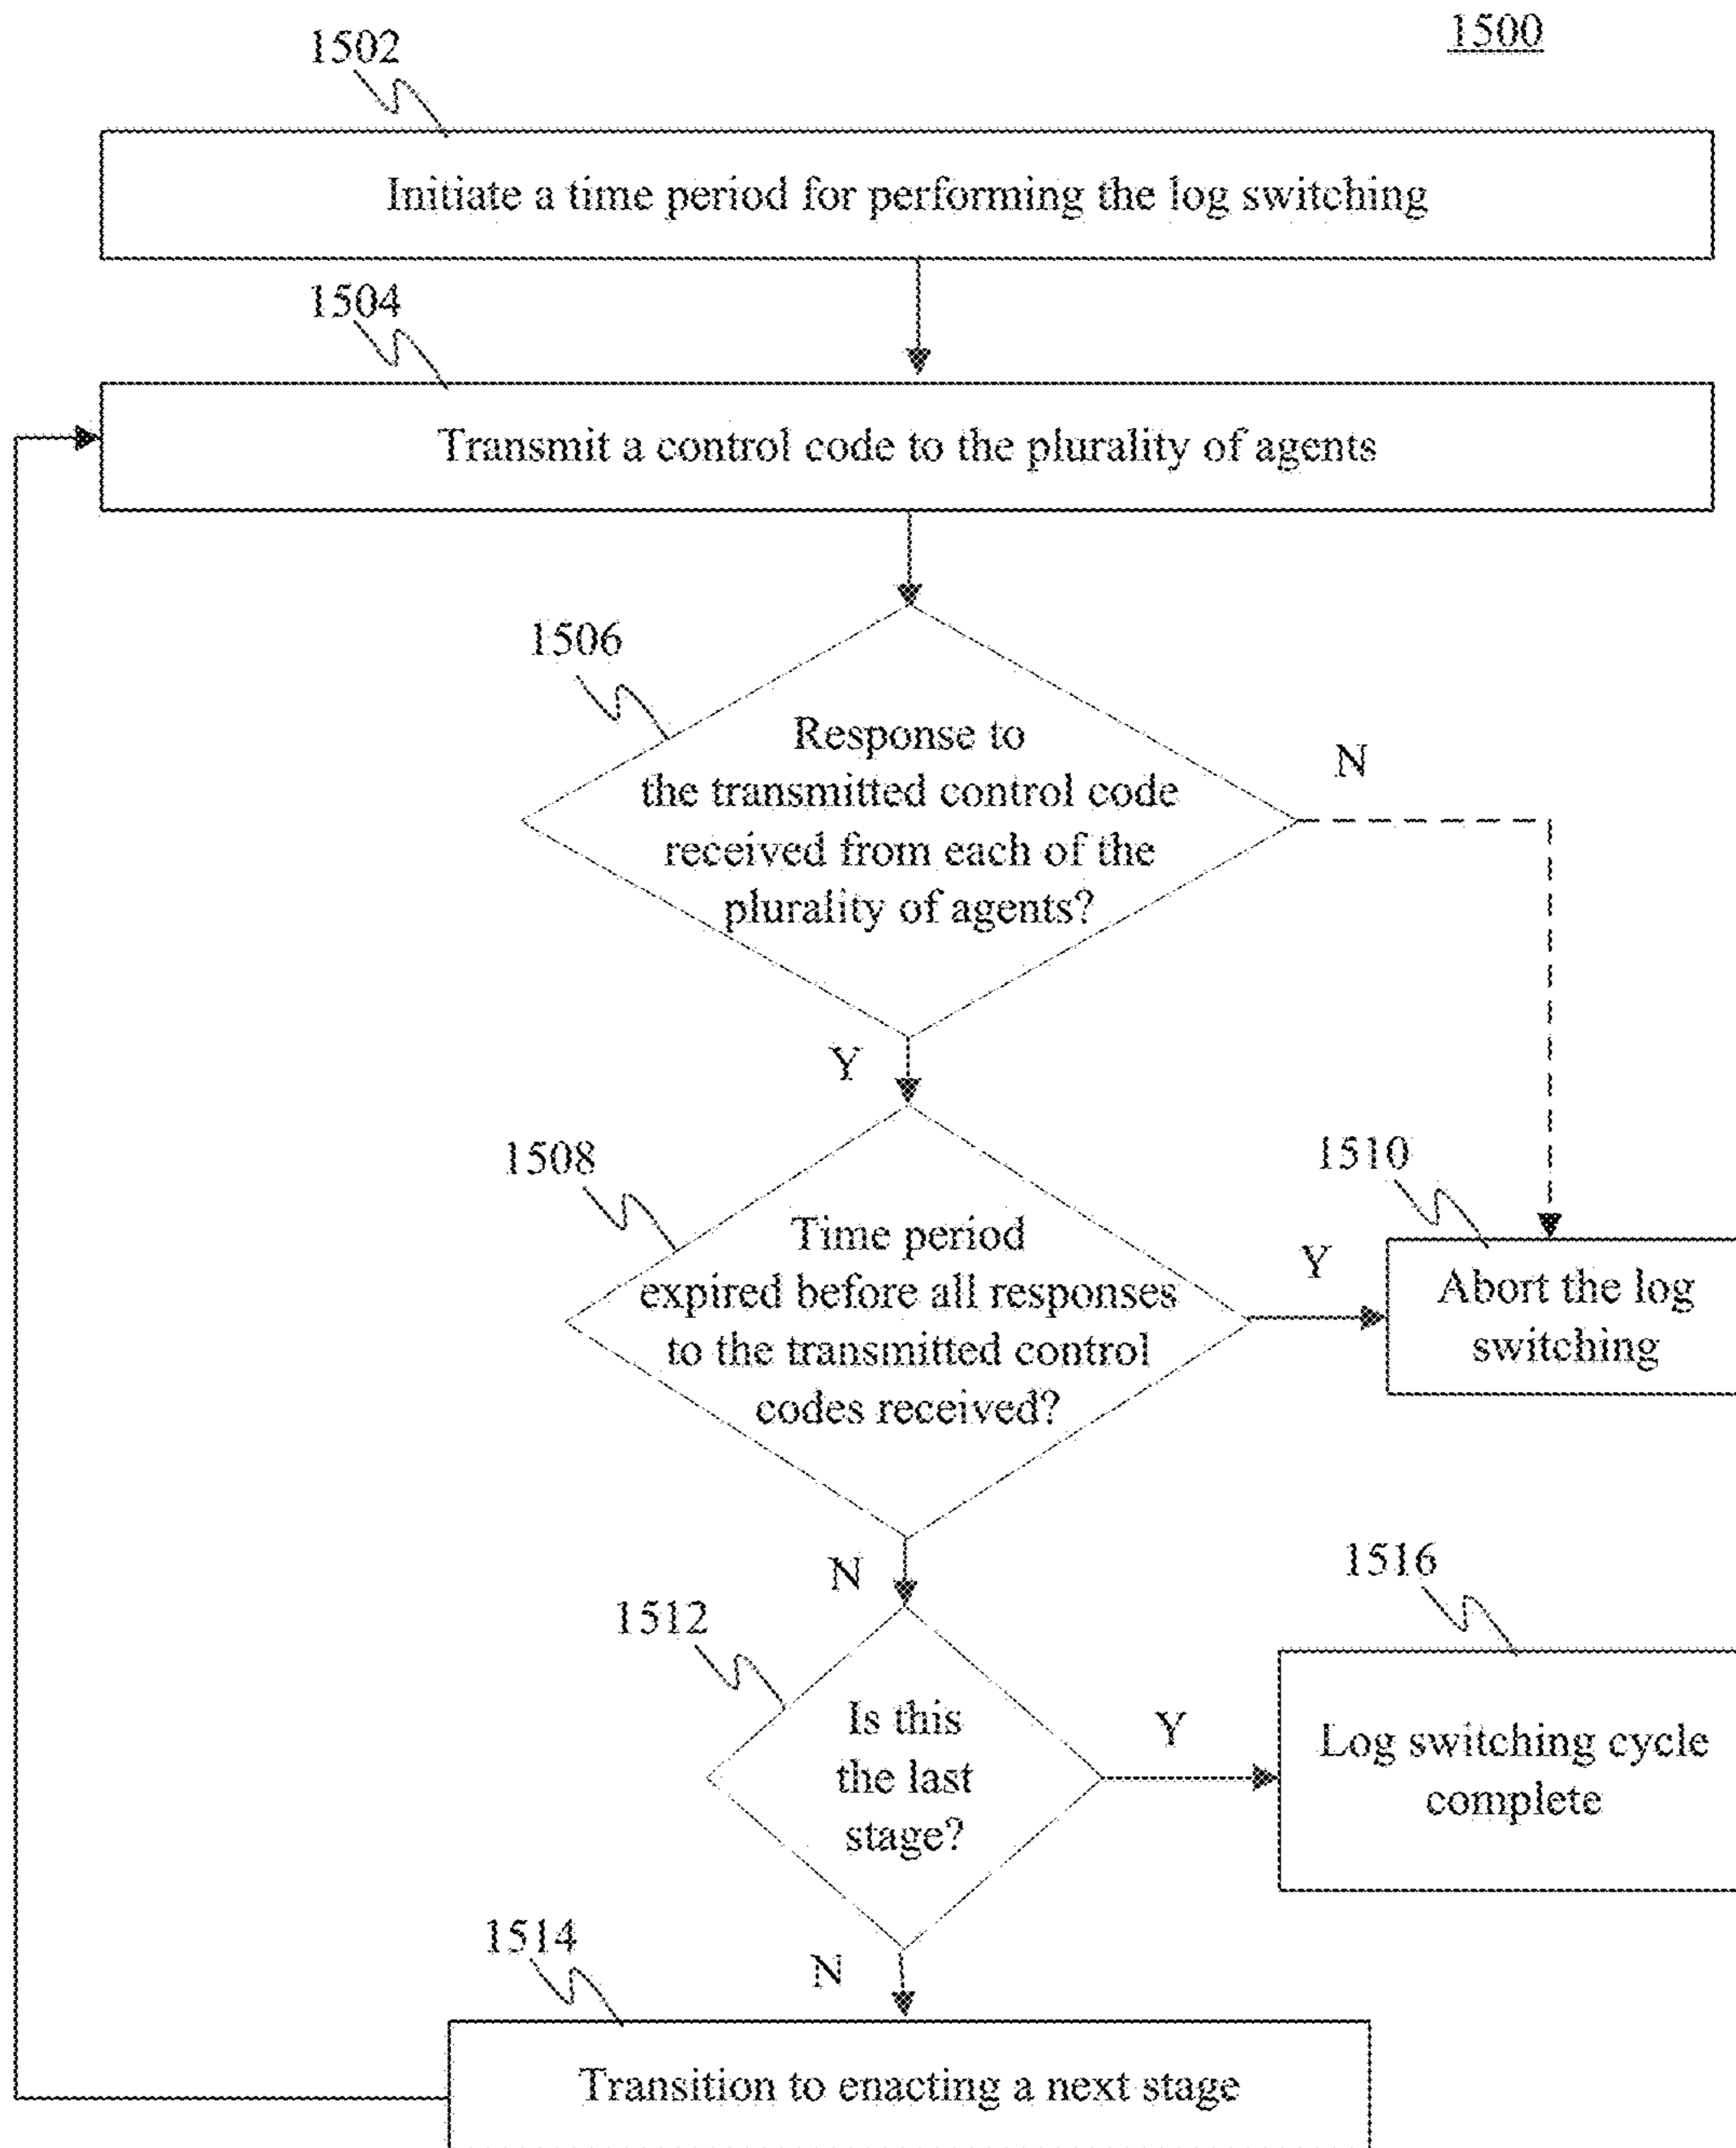 1500
1502
Initiate a time period for performing the log switching
1504
Transmit a control code to the plurality of agents
1506
Response to
the transmitted control code
received from each of the
plurality of agents?
N
Y
1508
Time period
expired before all responses
to the transmitted control
codes received?
Y
1510
Abort the log
switching
N
1512
Is this
the last
stage?
Y
1516
Log switching cycle
complete
N
1514
Transition to enacting a next stage